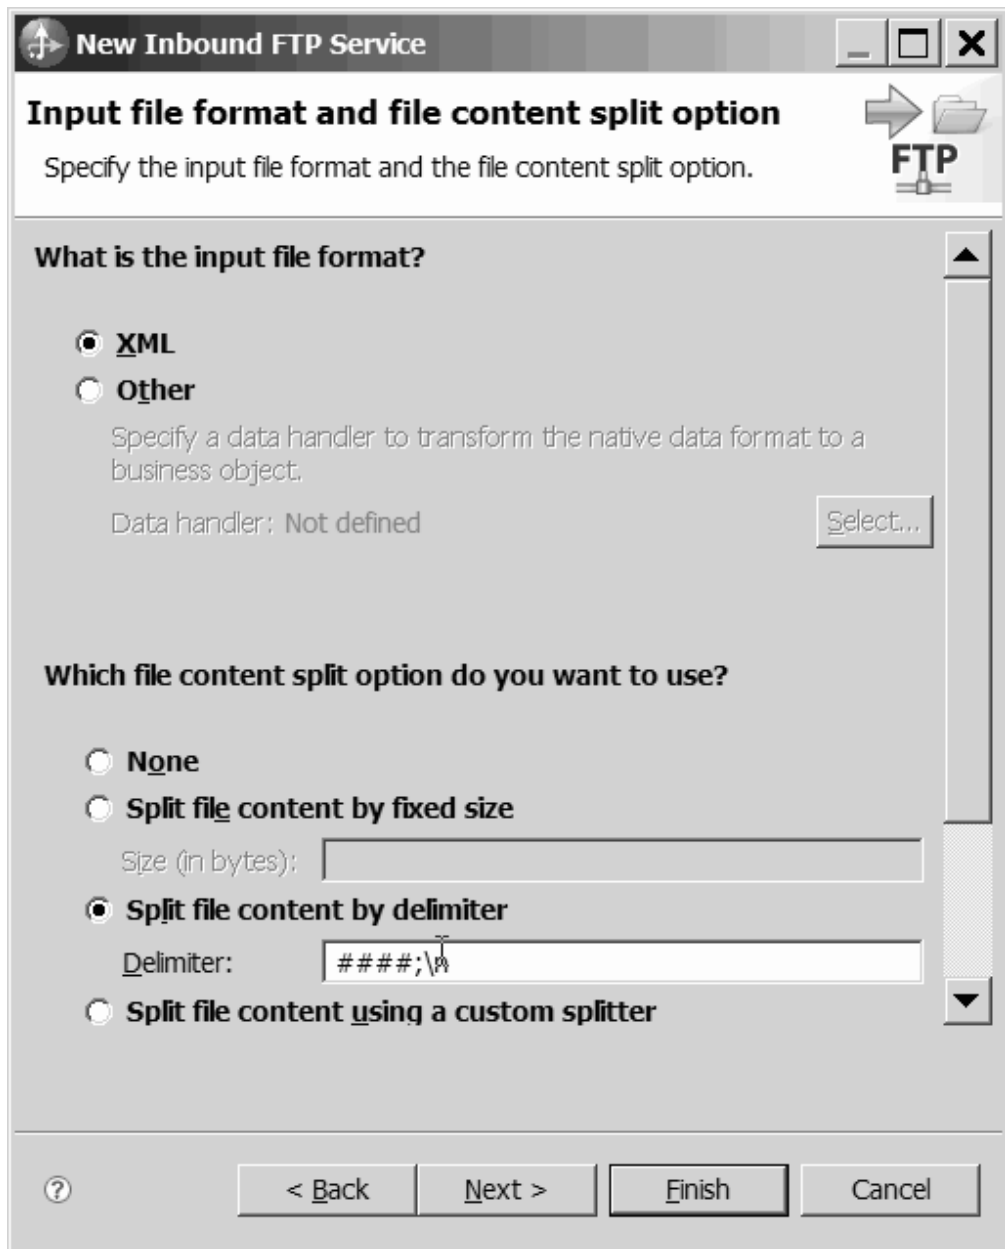 New Inbound FTP Service
Input file format and file content split option
Specify the input file format and the file content split option.
FTP
What is the input file format?
XML
Other
Specify a data handler to transform the native data format to a
business object.
Data handler: Not defined
Select...
Which file content split option do you want to use?
None
Split file content by fixed size
Size (in bytes):
Split file content by delimiter
Delimiter: ####;\n
Split file content using a custom splitter
?
< Back
Next >
Finish
Cancel